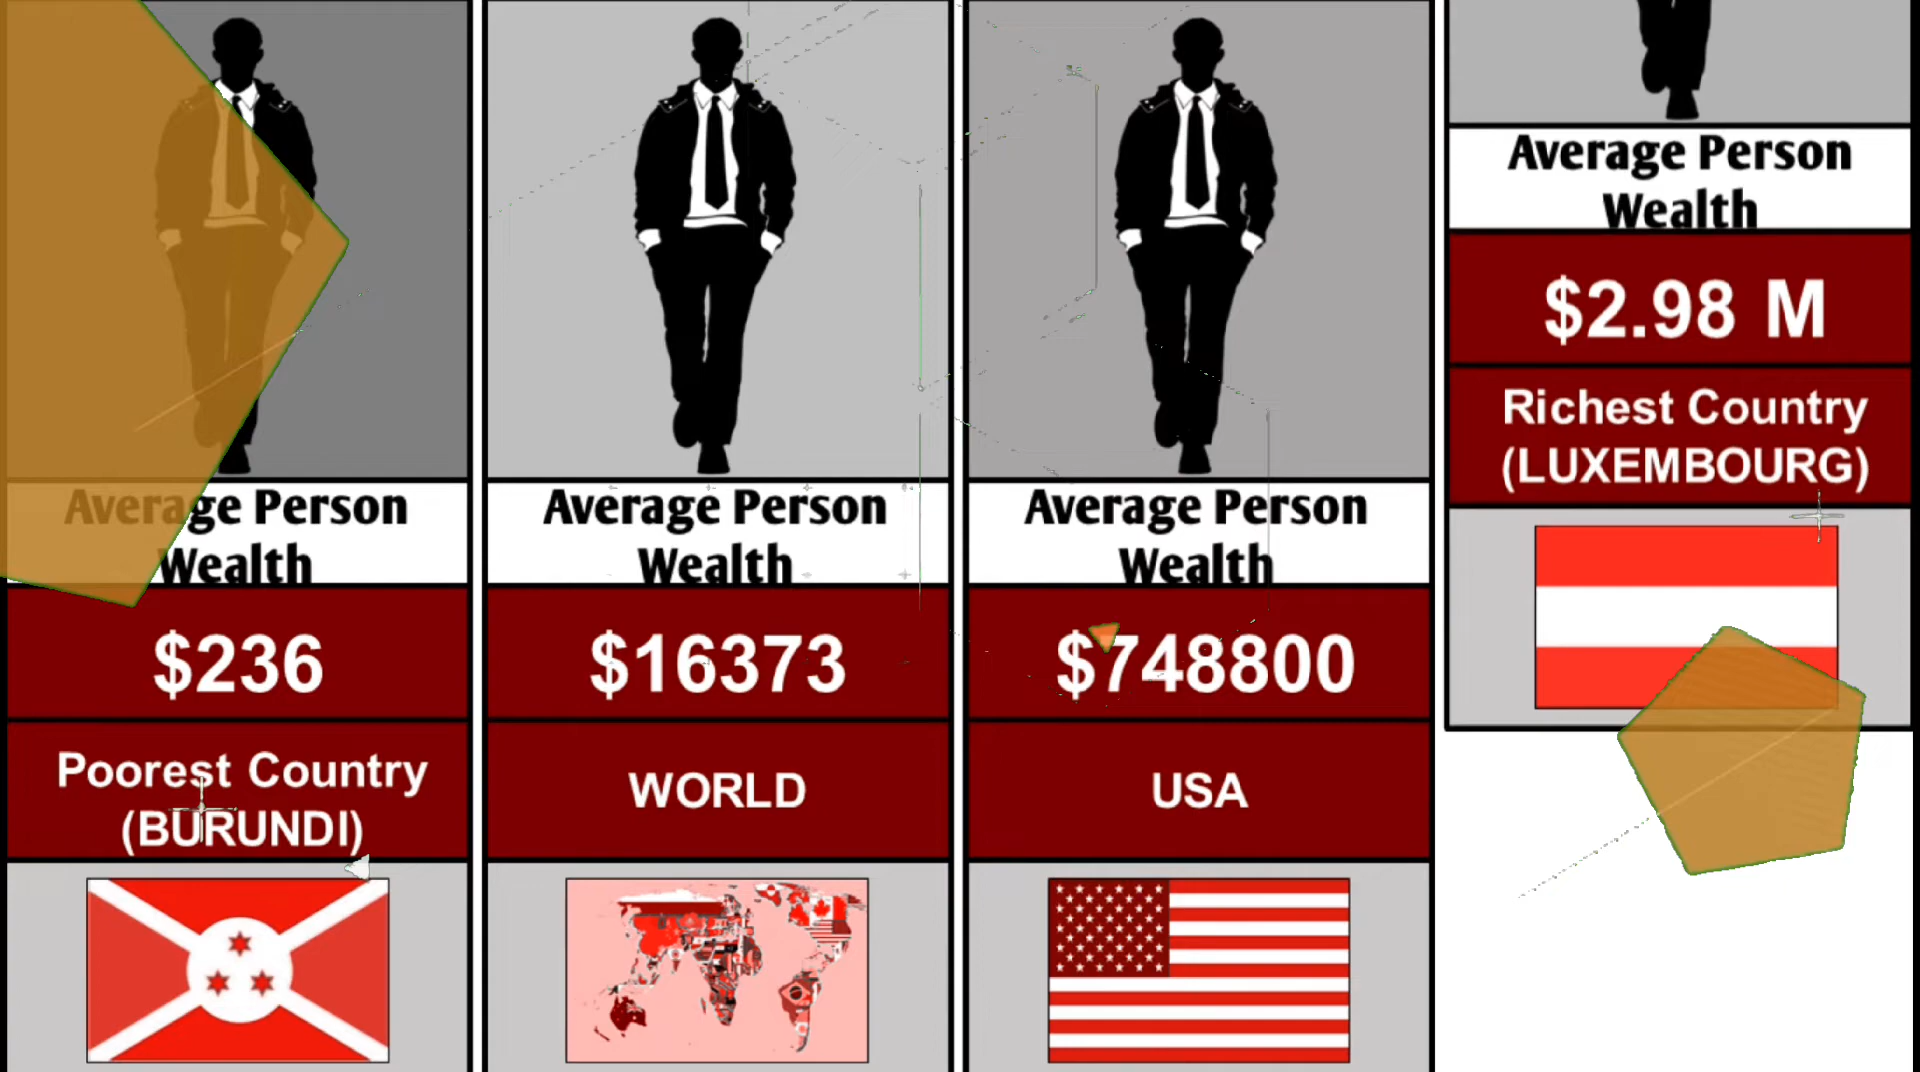 Average Person
Wealth
$236
Poorest Country
(BURUNDI)
Average Person
Wealth
$16373
WORLD
Average Person
Wealth
$748800
USA
Average Person
Wealth
$2.98 M
Richest Country
(LUXEMBOURG)